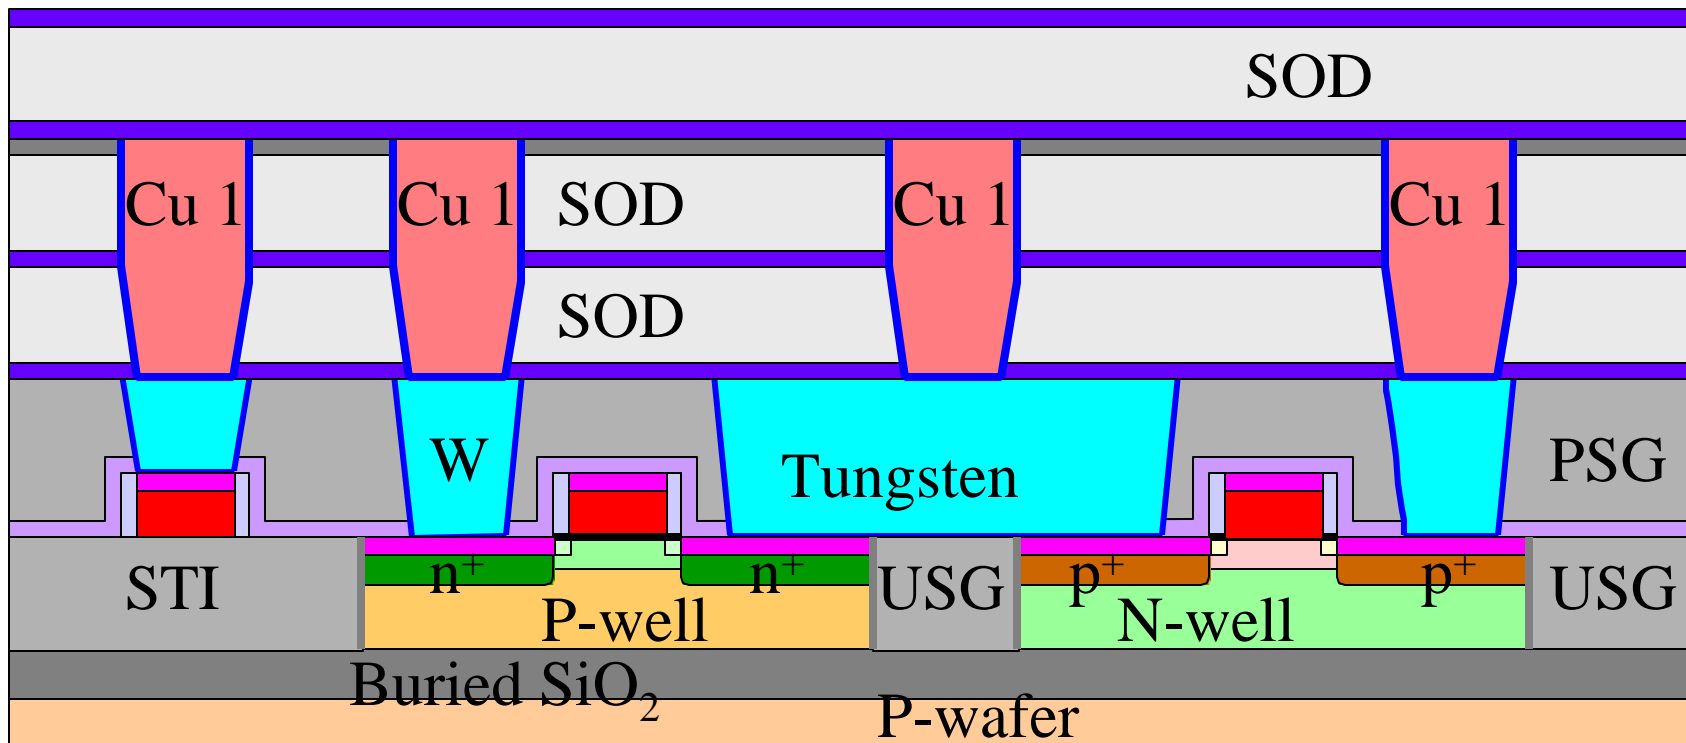 SOD
Cu 1 Cu 1 SOD Cu 1 Cu 1
SOD
W Tungsten PSG
STI n⁺ n⁺ USG p⁺ p⁺ USG
P-well N-well
Buried SiO₂
P-wafer